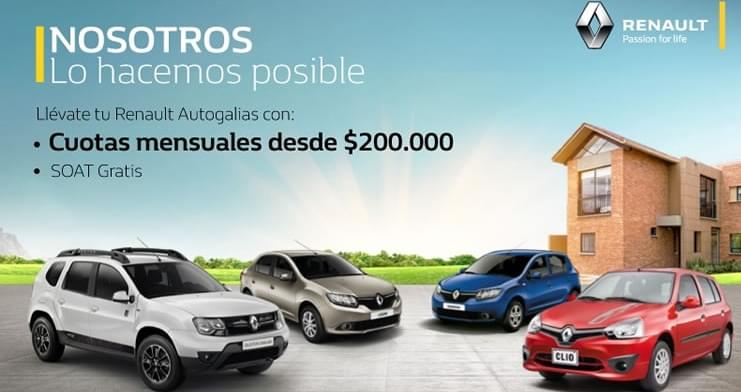 NOSOTROS
Lo hacemos posible
RENAULT
Passion for life
Llévate tu Renault Autogalias con:
• Cuotas mensuales desde $200.000
• SOAT Gratis
CLIO